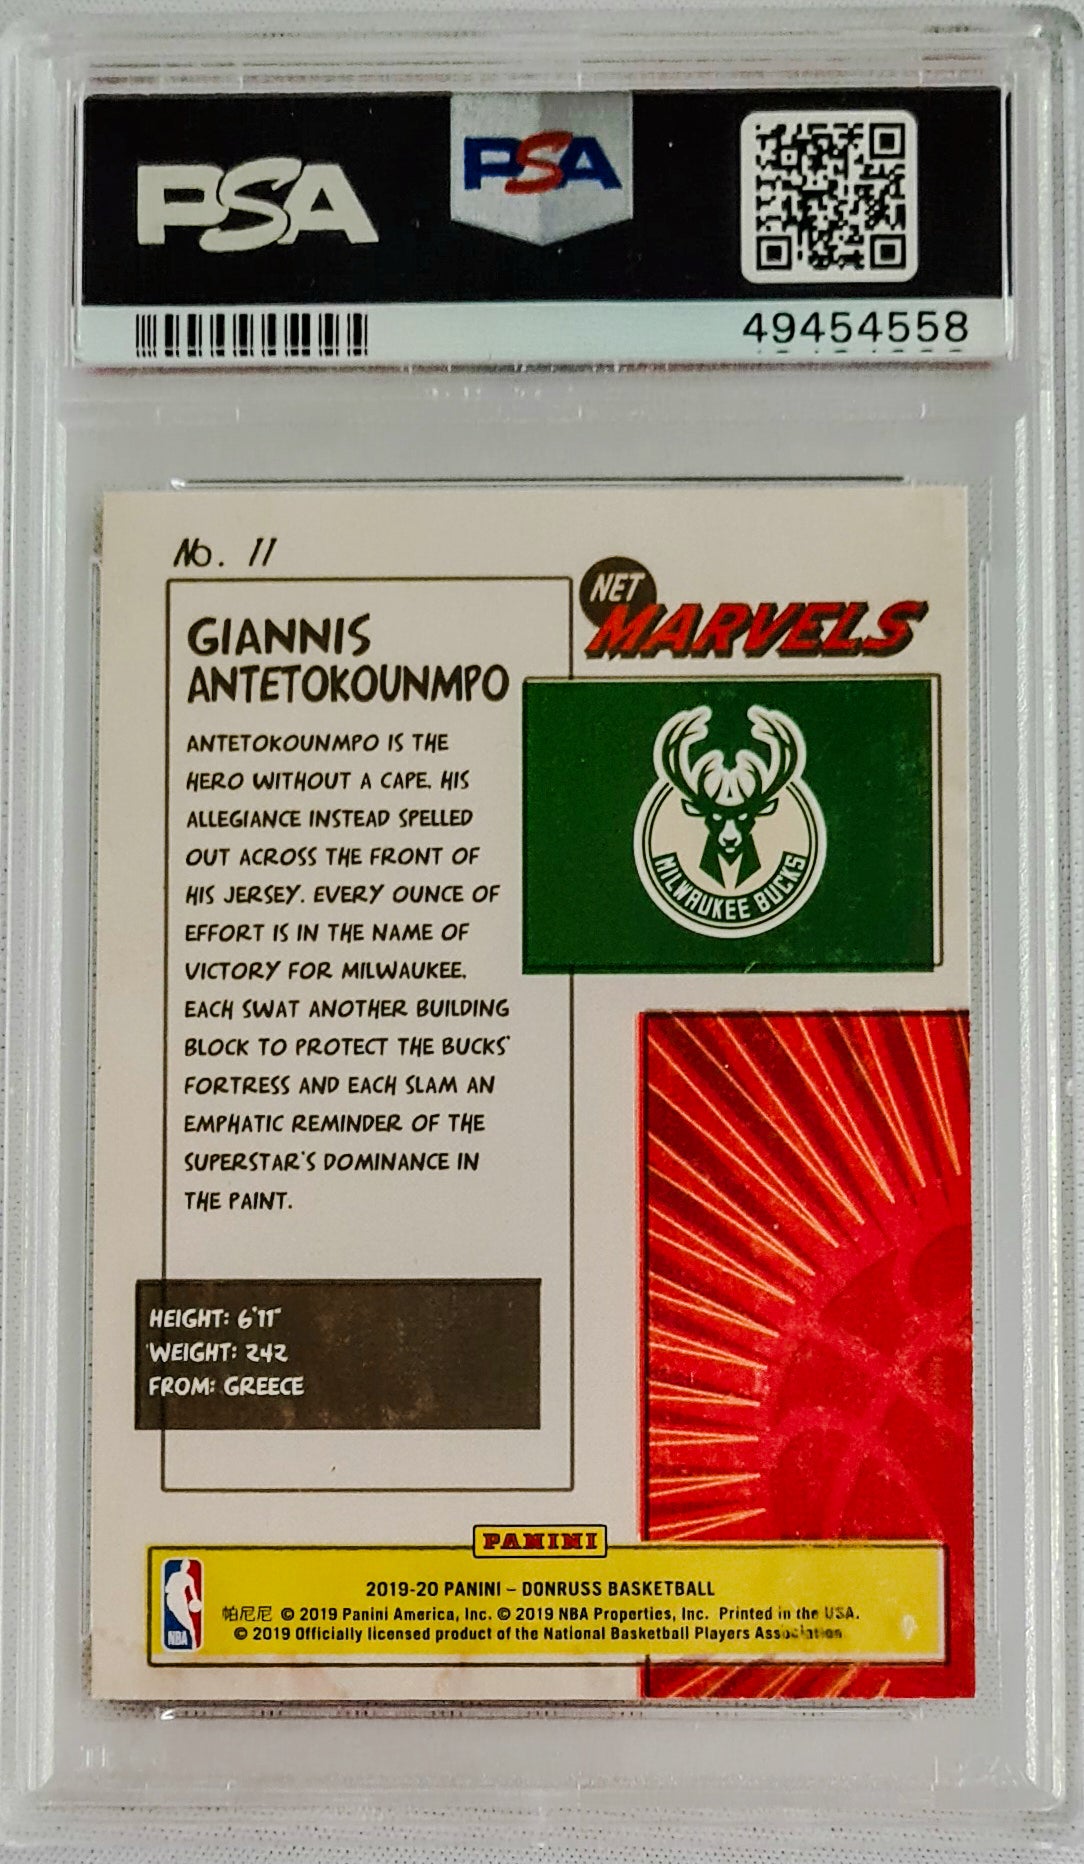 PSA
PSA
49454558
No. 11
NET
MARVELS
GIANNIS
ANTETOKOUNMPO
ANTETOKOUNMPO IS THE
HERO WITHOUT A CAPE, HIS
ALLEGIANCE INSTEAD SPELLED
OUT ACROSS THE FRONT OF
HIS JERSEY. EVERY OUNCE OF
EFFORT IS IN THE NAME OF
VICTORY FOR MILWAUKEE,
EACH SWAT ANOTHER BUILDING
BLOCK TO PROTECT THE BUCKS'
FORTRESS AND EACH SLAM AN
EMPHATIC REMINDER OF THE
SUPERSTAR'S DOMINANCE IN
THE PAINT.
MILWAUKEE BUCKS
HEIGHT: 6'11"
WEIGHT: 242
FROM: GREECE
PANINI
NBA
2019-20 PANINI – DONRUSS BASKETBALL
帕尼尼 © 2019 Panini America, Inc. © 2019 NBA Properties, Inc. Printed in the USA.
© 2019 Officially licensed product of the National Basketball Players Association